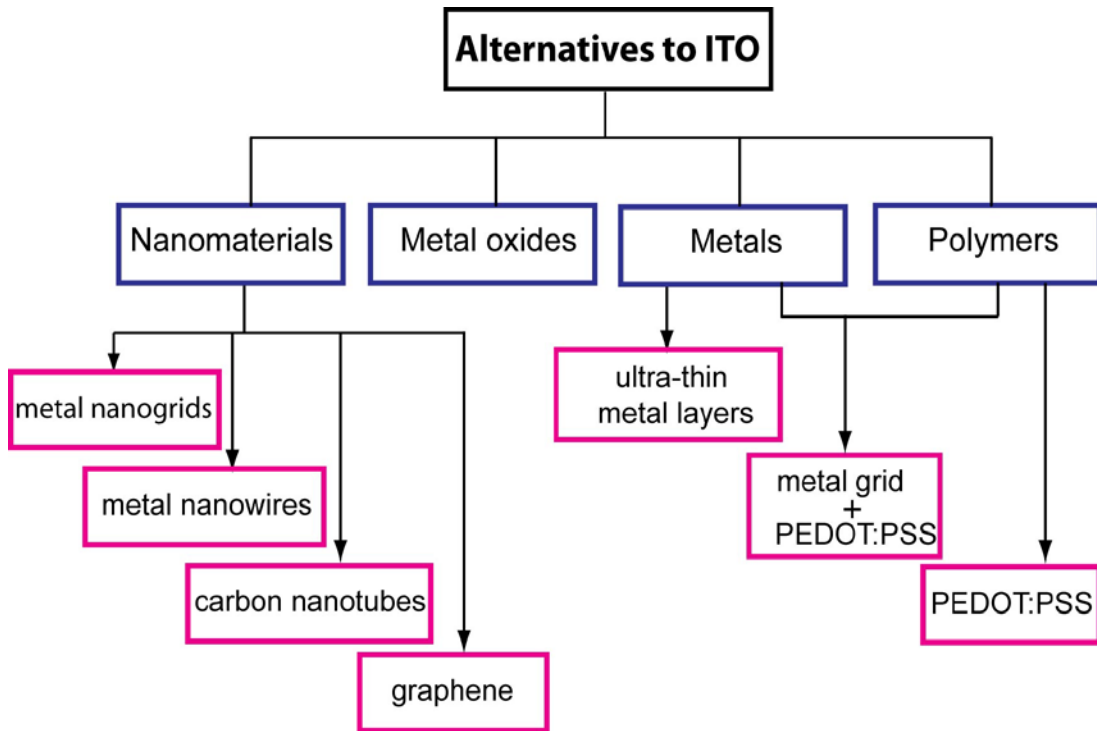 Alternatives to ITO
Nanomaterials
Metal oxides
Metals
Polymers
metal nanogrids
metal nanowires
carbon nanotubes
graphene
ultra-thin
metal layers
metal grid
+
PEDOT:PSS
PEDOT:PSS